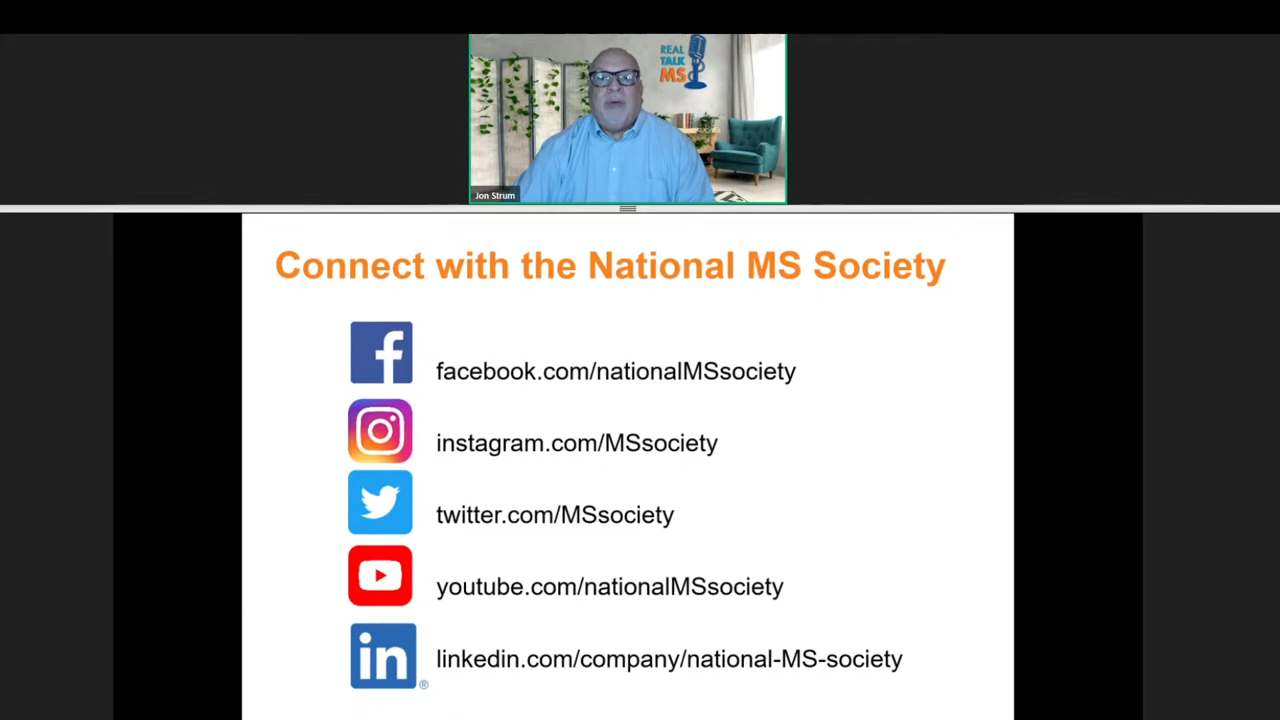 REAL
TALK
MS
Jon Strum
Connect with the National MS Society
facebook.com/nationalMSsociety
instagram.com/MSsociety
twitter.com/MSsociety
youtube.com/nationalMSsociety
in
®
linkedin.com/company/national-MS-society